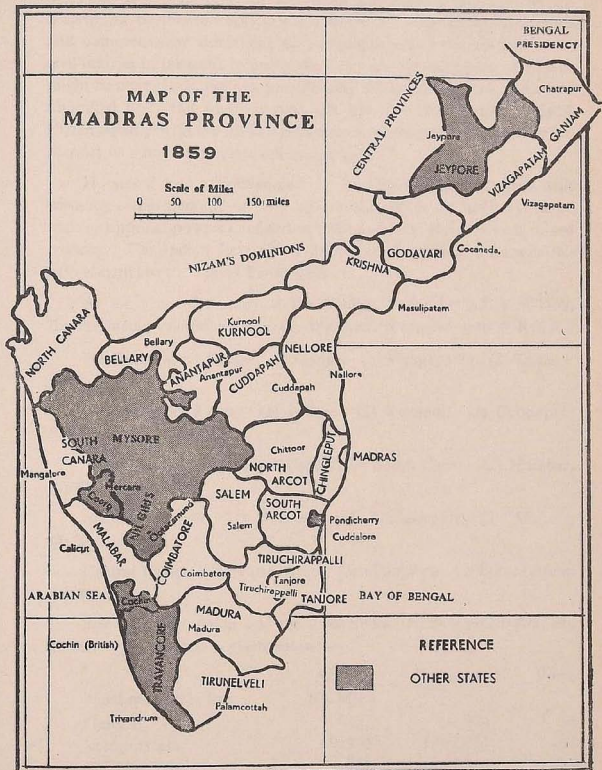 BENGAL
PRESIDENCY
MAP OF THE
MADRAS PROVINCE
1859
Scale of Miles
0 50 100 150 miles
CENTRAL PROVINCES
Chatrapur
GANJAM
Jeypore
JEYPORE
VIZAGAPATAM
Vizagapatam
NIZAM'S DOMINIONS
GODAVARI
Cocanada.
KRISHNA
Masulipatam
NORTH CANARA
Kurnool
KURNOOL
Bellary
BELLARY
NELLORE
ANANTAPUR
Anantapur
CUDDAPAH
Cuddapah
Nallore
SOUTH
CANARA
MYSORE
Chittoor
NORTH
ARCOT
CHINGLEPUT
MADRAS
Mangalore
Mercara
Coorg
NILGIRIS
Ootacamund
SALEM
Salem
SOUTH
ARCOT
Pondicherry
Cuddalore
MALABAR
Calicut
COIMBATORE
Coimbatore
TIRUCHIRAPPALLI
Tiruchirappalli
Tanjore
TANJORE
BAY OF BENGAL
ARABIAN SEA
Cochin
MADURA
Madura
Cochin (British)
TRAVANCORE
TIRUNELVELI
Palamcottah
Trivandrum
REFERENCE
OTHER STATES